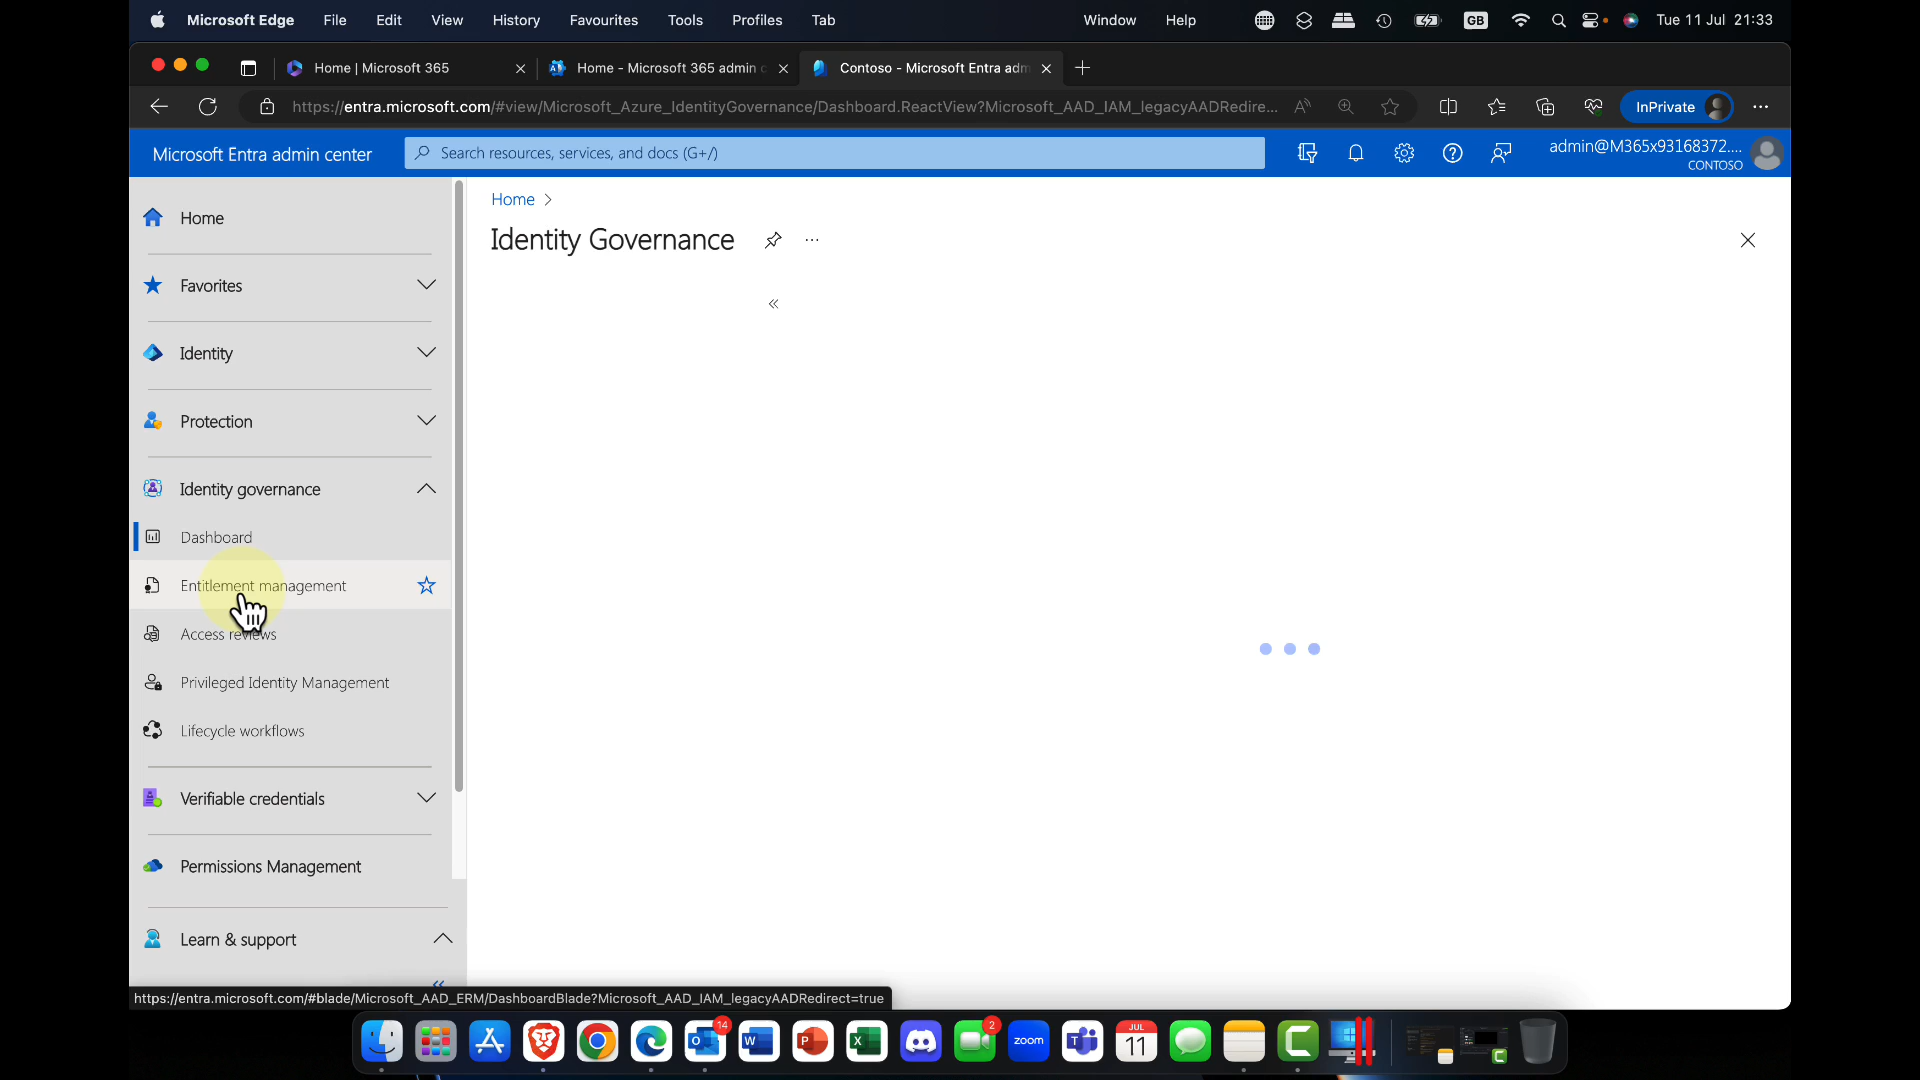 Microsoft Edge File Edit View History Favourites Tools Profiles Tab Window Help GB Tue 11 Jul 21:33
Home | Microsoft 365
Home - Microsoft 365 admin c
Contoso - Microsoft Entra adm
https://entra.microsoft.com/#view/Microsoft_Azure_IdentityGovernance/Dashboard.ReactView?Microsoft_AAD_IAM_legacyAADRedire...
InPrivate
Microsoft Entra admin center
Search resources, services, and docs (G+/)
admin@M365x93168372....
CONTOSO
Home
Favorites
Identity
Protection
Identity governance
Dashboard
Entitlement management
Access reviews
Privileged Identity Management
Lifecycle workflows
Verifiable credentials
Permissions Management
Learn & support
Home >
Identity Governance
https://entra.microsoft.com/#blade/Microsoft_AAD_ERM/DashboardBlade?Microsoft_AAD_IAM_legacyAADRedirect=true
14
2
zoom
JUL
11